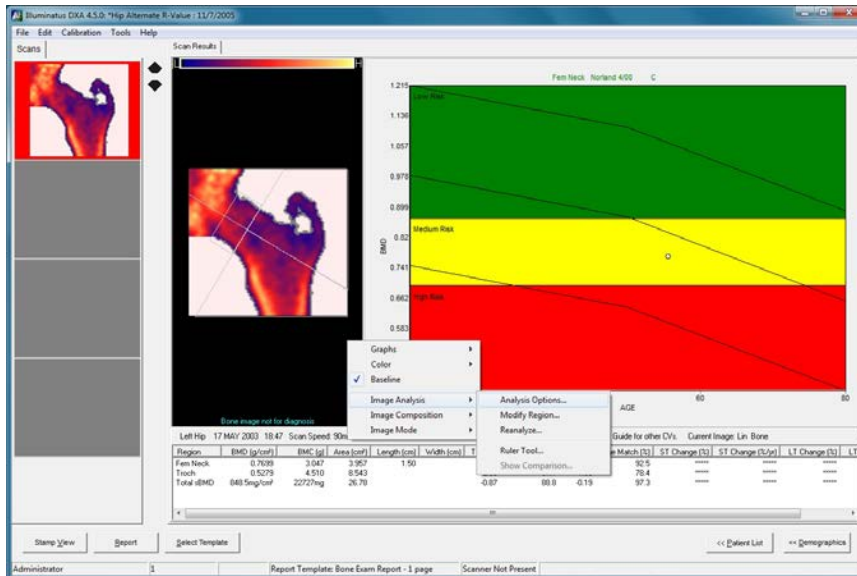 Illuminatus DXA 4.5.0: *Hip Alternate R-Value : 11/7/2005
File Edit Calibration Tools Help
Scans
Scan Results
L H
Fem Neck Norland 4/00 C
1.215
Low Risk
1.136
1.057
0.978
0.899
Medium Risk
0.82
BMD
0.741
0.662
High Risk
0.583
60 80
AGE
Graphs
Color
Baseline
Image Analysis
Image Composition
Image Mode
Analysis Options...
Modify Region...
Reanalyze...
Ruler Tool...
Show Comparison...
Bone image not for diagnosis
Left Hip 17 MAY 2003 18:47 Scan Speed: Guide for other CVs. Current Image: Lin Bone
Region BMD (g/cm²) BMC (g) Area (cm²) Length (cm) Width (cm) Match (%) ST Change (%) ST Change (%/yr) LT Change (%) LT
Fem Neck 0.7699 3.047 3.957 1.50 92.5 ***** ***** *****
Troch 0.5279 4.510 8.543 78.4 ***** ***** *****
Total sBMD 848.5mg/cm² 22727mg 26.78 -0.87 88.8 -0.19 97.3 ***** ***** *****
Stamp View Report Select Template << Patient List << Demographics
Administrator 1 Report Template: Bone Exam Report - 1 page Scanner Not Present